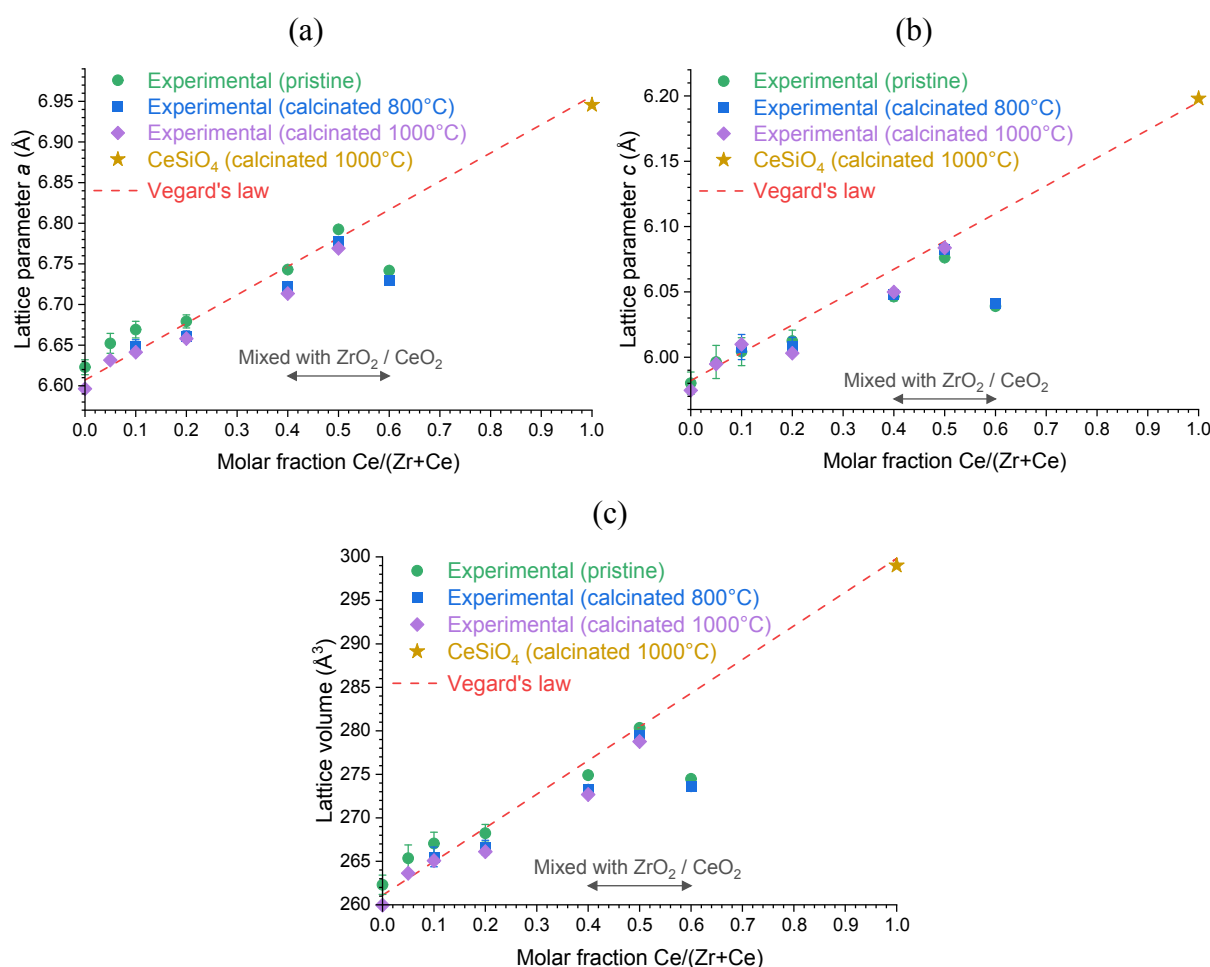 (a)
Experimental (pristine)
Experimental (calcinated 800°C)
Experimental (calcinated 1000°C)
CeSiO4 (calcinated 1000°C)
Vegard's law
6.95
6.90
6.85
6.80
6.75
6.70
6.65
6.60
Lattice parameter a (Å)
Mixed with ZrO2 / CeO2
0.0 0.1 0.2 0.3 0.4 0.5 0.6 0.7 0.8 0.9 1.0
Molar fraction Ce/(Zr+Ce)
(b)
Experimental (pristine)
Experimental (calcinated 800°C)
Experimental (calcinated 1000°C)
CeSiO4 (calcinated 1000°C)
Vegard's law
6.20
6.15
6.10
6.05
6.00
Lattice parameter c (Å)
Mixed with ZrO2 / CeO2
0.0 0.1 0.2 0.3 0.4 0.5 0.6 0.7 0.8 0.9 1.0
Molar fraction Ce/(Zr+Ce)
(c)
Experimental (pristine)
Experimental (calcinated 800°C)
Experimental (calcinated 1000°C)
CeSiO4 (calcinated 1000°C)
Vegard's law
300
295
290
285
280
275
270
265
260
Lattice volume (Å3)
Mixed with ZrO2 / CeO2
0.0 0.1 0.2 0.3 0.4 0.5 0.6 0.7 0.8 0.9 1.0
Molar fraction Ce/(Zr+Ce)